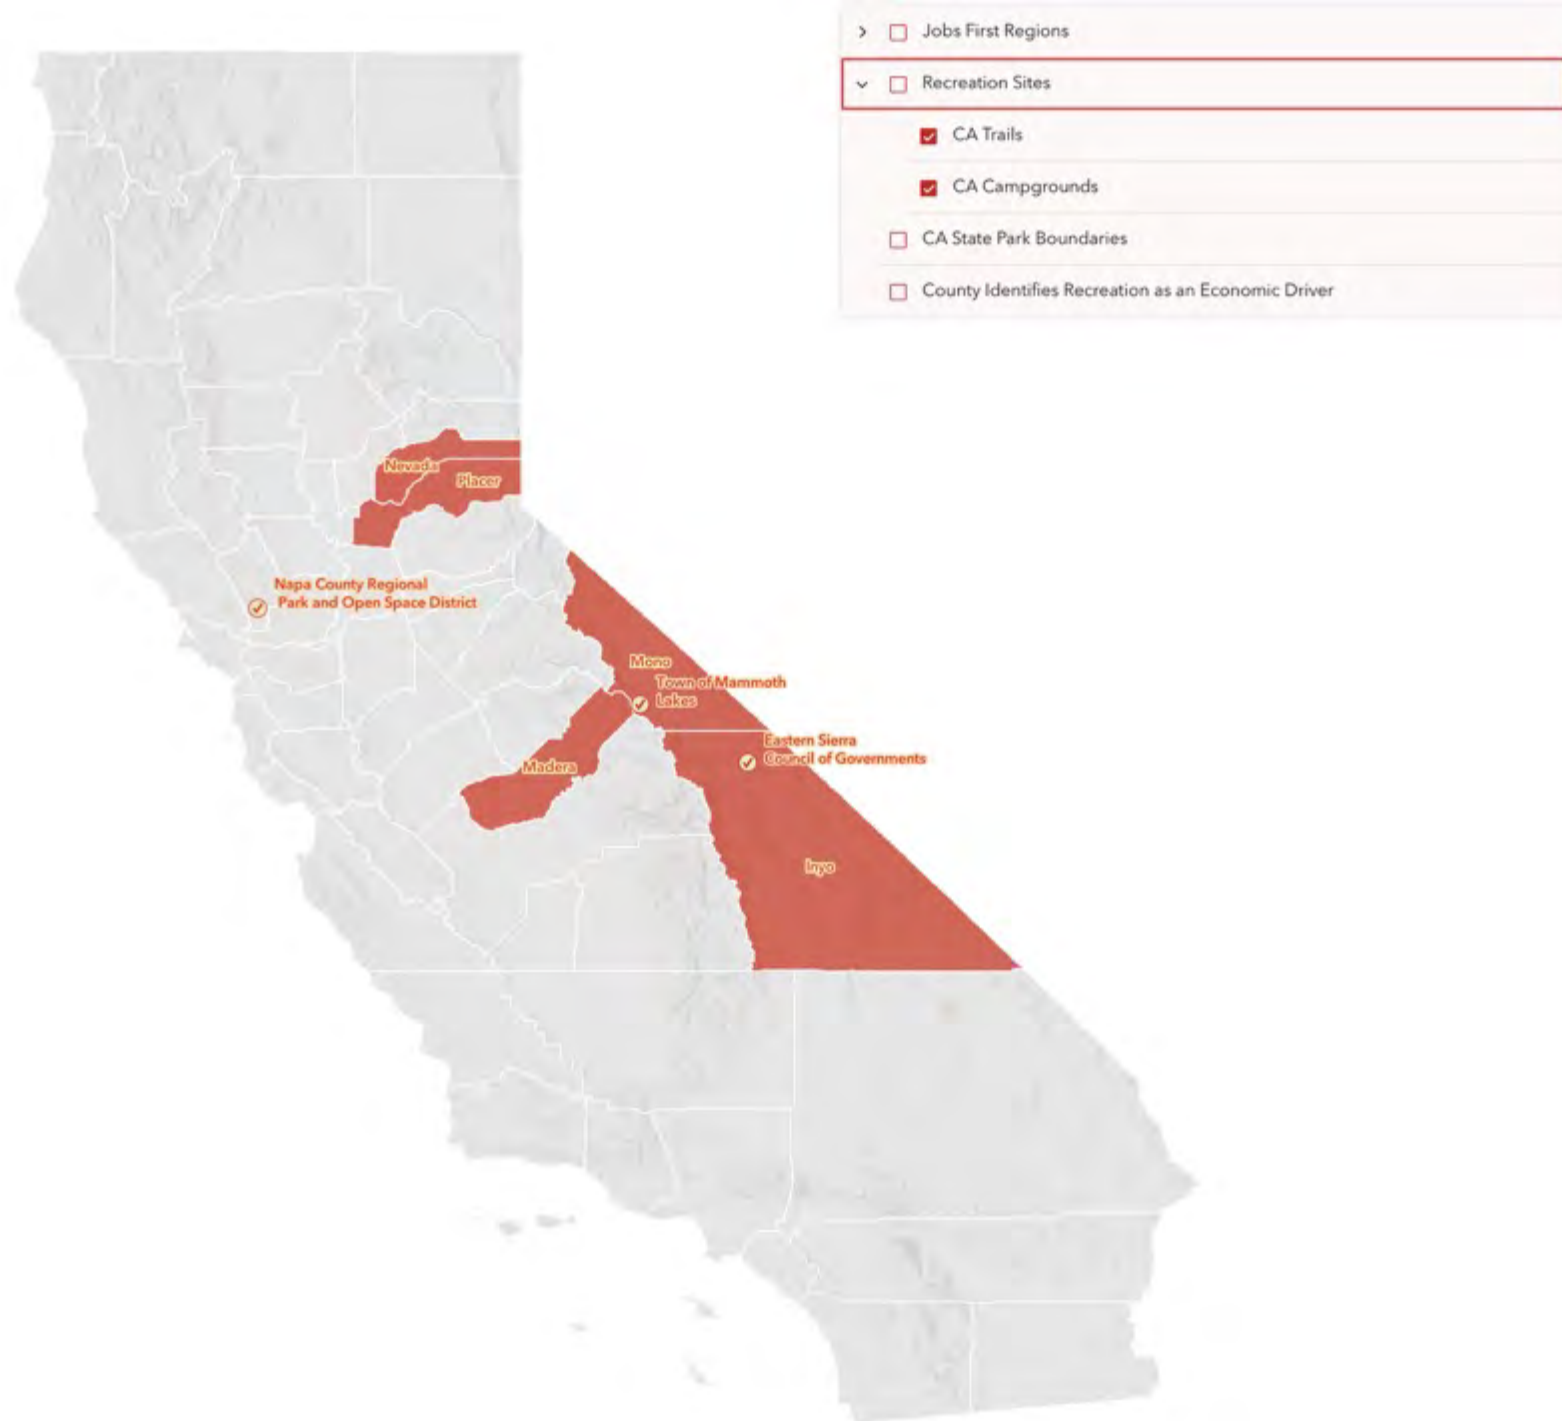 Jobs First Regions
Recreation Sites
CA Trails
CA Campgrounds
CA State Park Boundaries
County Identifies Recreation as an Economic Driver
Nevada
Placer
Napa County Regional
Park and Open Space District
Mono
Town of Mammoth
Lakes
Eastern Sierra
Council of Governments
Madera
Inyo